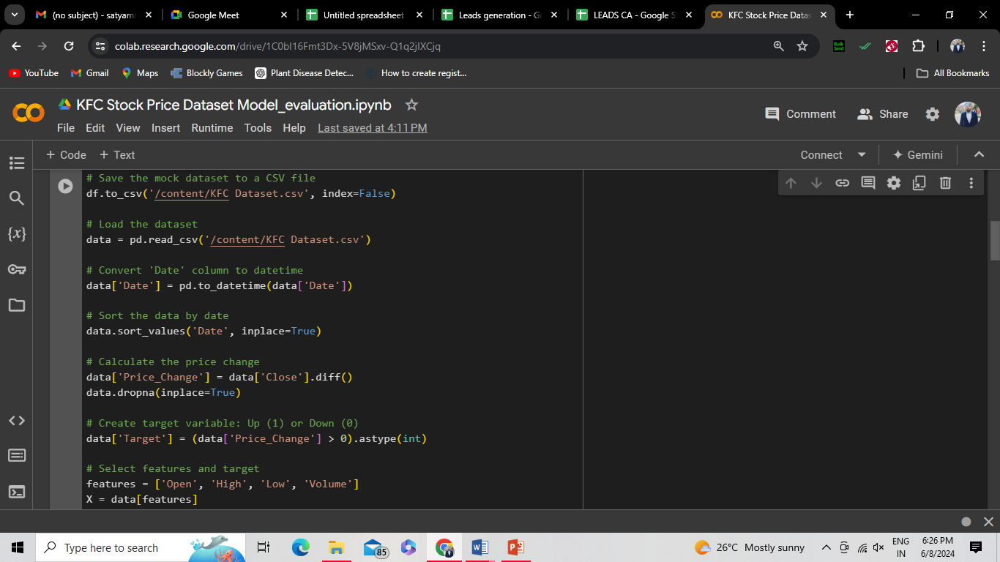 (no subject) - satyam
Google Meet
Untitled spreadsheet
Leads generation - G
LEADS CA - Google S
KFC Stock Price Datas
colab.research.google.com/drive/1C0bI16Fmt3Dx-5V8jMSxv-Q1q2jIXCjq
YouTube
Gmail
Maps
Blockly Games
Plant Disease Detec...
How to create regist...
All Bookmarks
KFC Stock Price Dataset Model_evaluation.ipynb
Comment
Share
File Edit View Insert Runtime Tools Help Last saved at 4:11 PM
+ Code + Text
Connect
Gemini
# Save the mock dataset to a CSV file
df.to_csv('/content/KFC Dataset.csv', index=False)
# Load the dataset
data = pd.read_csv('/content/KFC Dataset.csv')
# Convert 'Date' column to datetime
data['Date'] = pd.to_datetime(data['Date'])
# Sort the data by date
data.sort_values('Date', inplace=True)
# Calculate the price change
data['Price_Change'] = data['Close'].diff()
data.dropna(inplace=True)
# Create target variable: Up (1) or Down (0)
data['Target'] = (data['Price_Change'] > 0).astype(int)
# Select features and target
features = ['Open', 'High', 'Low', 'Volume']
X = data[features]
{x}
Type here to search
85
26°C Mostly sunny
ENG
IN
6:26 PM
6/8/2024